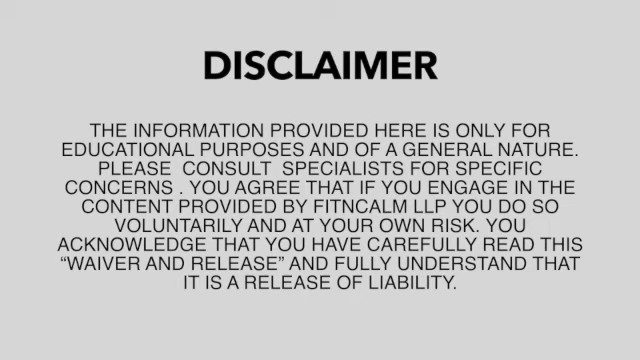 DISCLAIMER
THE INFORMATION PROVIDED HERE IS ONLY FOR
EDUCATIONAL PURPOSES AND OF A GENERAL NATURE.
PLEASE  CONSULT  SPECIALISTS FOR SPECIFIC
CONCERNS . YOU AGREE THAT IF YOU ENGAGE IN THE
CONTENT PROVIDED BY FITNCALM LLP YOU DO SO
VOLUNTARILY AND AT YOUR OWN RISK. YOU
ACKNOWLEDGE THAT YOU HAVE CAREFULLY READ THIS
“WAIVER AND RELEASE” AND FULLY UNDERSTAND THAT
IT IS A RELEASE OF LIABILITY.